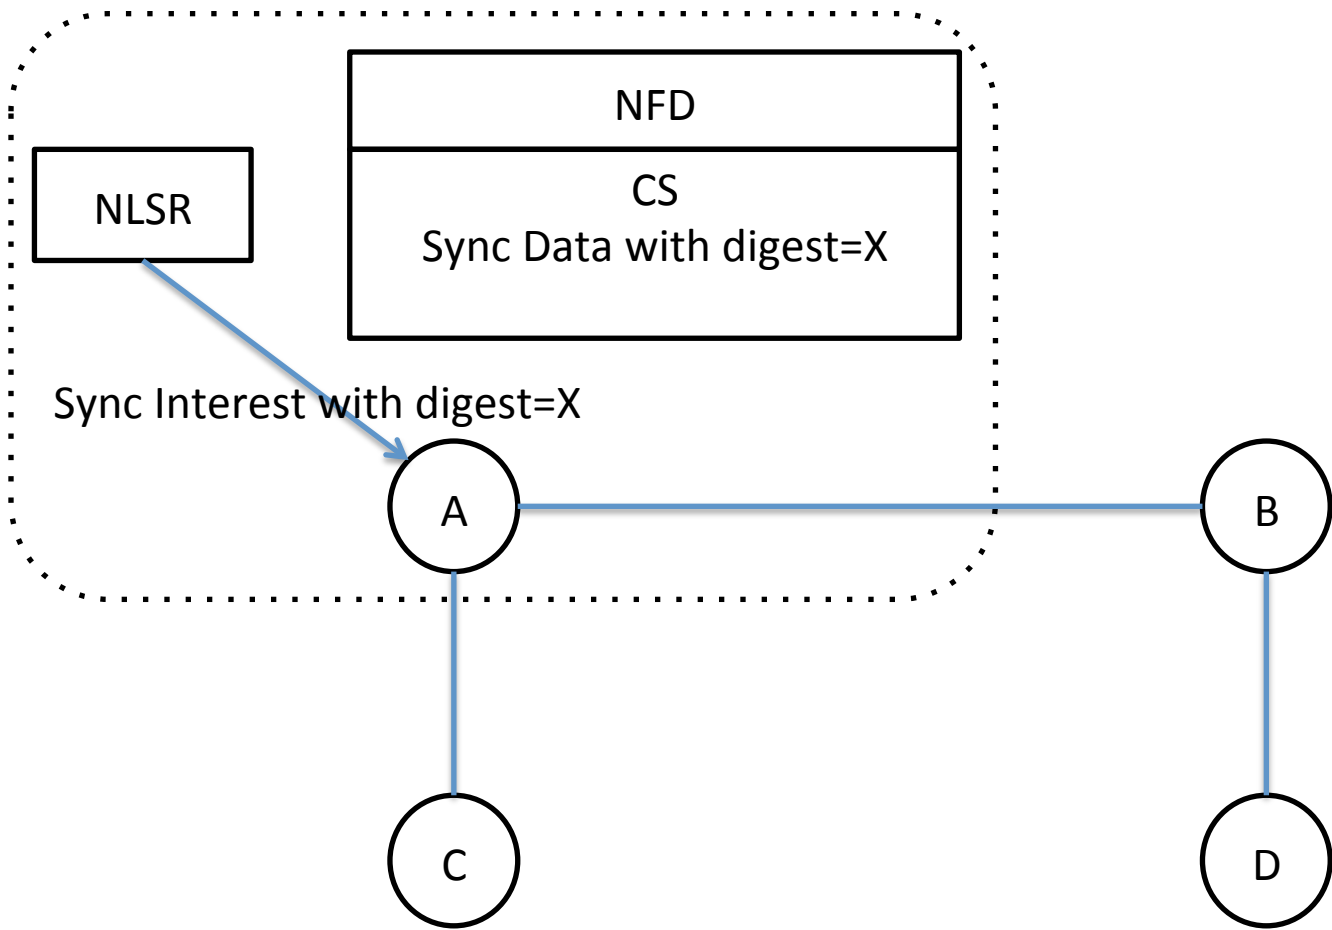 NFD
NLSR
CS
Sync Data with digest=X
Sync Interest with digest=X
A
B
C
D